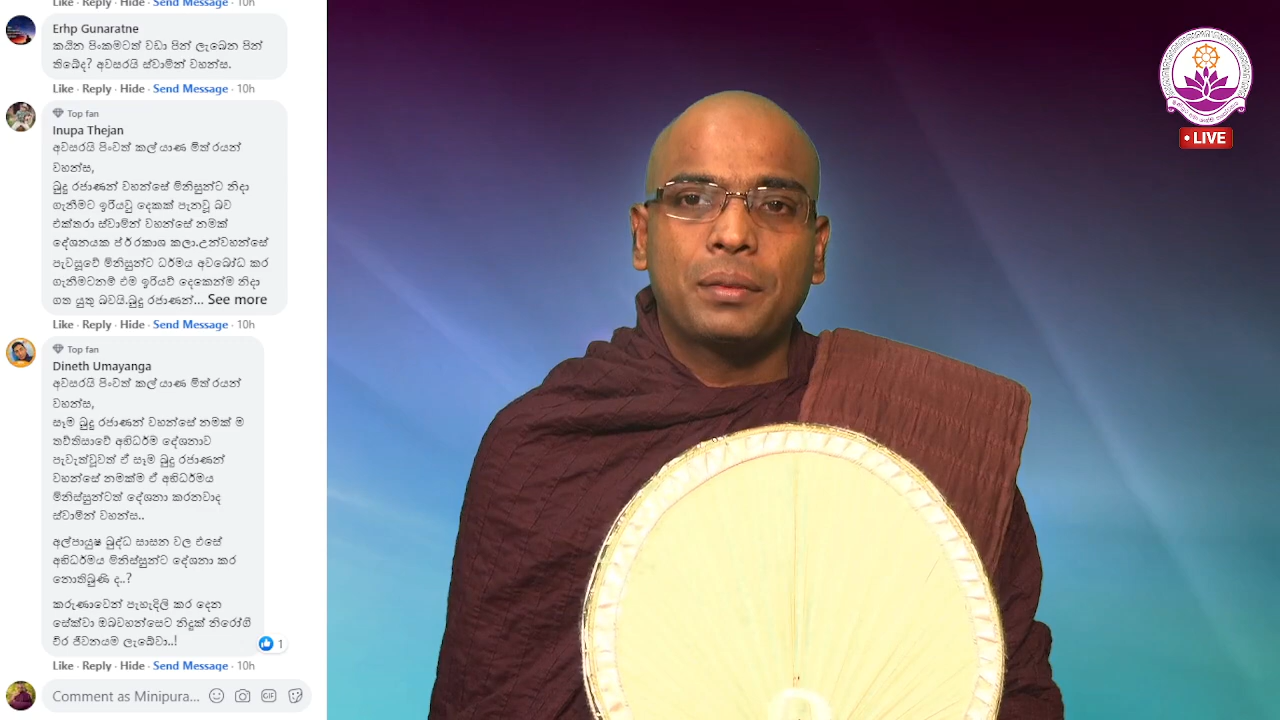 Like · Reply · Hide · Send Message · 10h
Erhp Gunaratne
කයින පිංකමටත් වඩා පින් ලැබෙන පින්
තිබේද? අවසරයි ස්වාමින් වහන්ස.
Like · Reply · Hide · Send Message · 10h
Top fan
Inupa Thejan
අවසරයි පිංවත් කල් යාණ මිත් රයන්
වහන්ස,
බුදු රජාණන් වහන්සේ මිනිසුන්ට නිදා
ගැනීමට ඉරියවු දෙකක් පැනවූ බව
එක්තරා ස්වාමින් වහන්සේ නමක්
දේශනයක ප් ර් රකාශ කලා.උන්වහන්සේ
පැවසූවේ මිනිසුන්ට ධර්මය අවබෝධ කර
ගැනීමටනම් එම ඉරියව් දෙකෙන්ම නිදා
ගත යුතු බවයි.බුදු රජාණන්... See more
Like · Reply · Hide · Send Message · 10h
Top fan
Dineth Umayanga
අවසරයි පිංවත් කල් යාණ මිත් රයන්
වහන්ස,
සෑම බුදු රජාණන් වහන්සේ නමක් ම
තව්තිසාවේ අභිධර්ම දේශනාව
පැවැත්වූවත් ඒ සෑම බුදු රජාණන්
වහන්සේ නමක්ම ඒ අභිධර්මය
මිනිස්සුන්ටත් දේශනා කරනවාද
ස්වාමින් වහන්ස..
අල්පායුෂ බුද්ධ සාසන වල එසේ
අභිධර්මය මිනිස්සුන්ට දේශනා කර
නොතිබුණි ද..?
කරුණාවෙන් පැහැදිලි කර දෙන
සේක්වා ඔබවහන්සෙට නිදුක් නිරෝගී
චිර ජීවනයම ලැබේවා..!
1
Like · Reply · Hide · Send Message · 10h
Comment as Minipura...
GIF
• LIVE